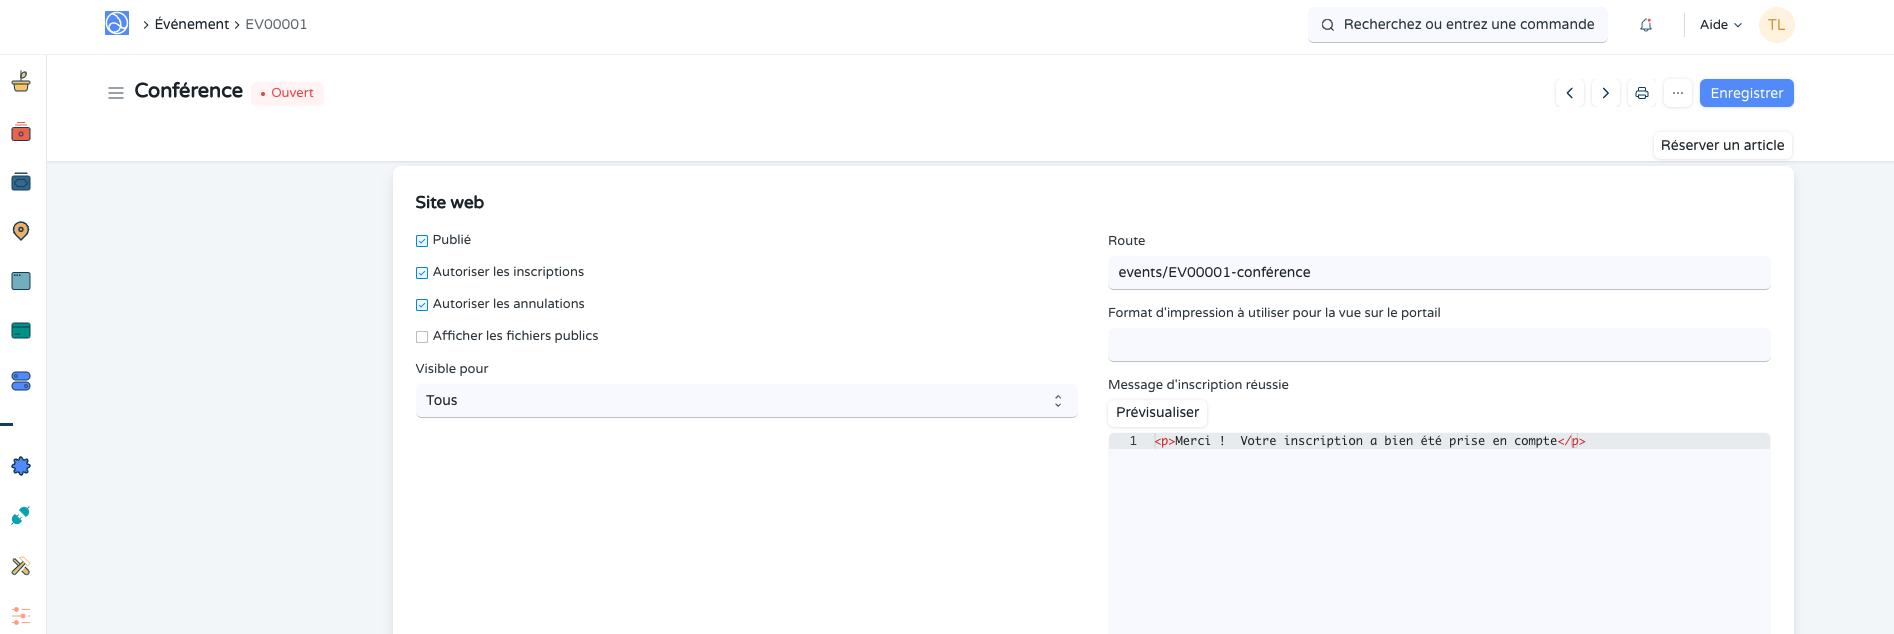 Événement
EV00001
Recherchez ou entrez une commande
Aide
TL
Conférence
Ouvert
...
Enregistrer
Réserver un article
Site web
Publié
Autoriser les inscriptions
Autoriser les annulations
Afficher les fichiers publics
Visible pour
Tous
Route
events/EV00001-conférence
Format d'impression à utiliser pour la vue sur le portail
Message d'inscription réussie
Prévisualiser
1 <p>Merci !  Votre inscription a bien été prise en compte</p>